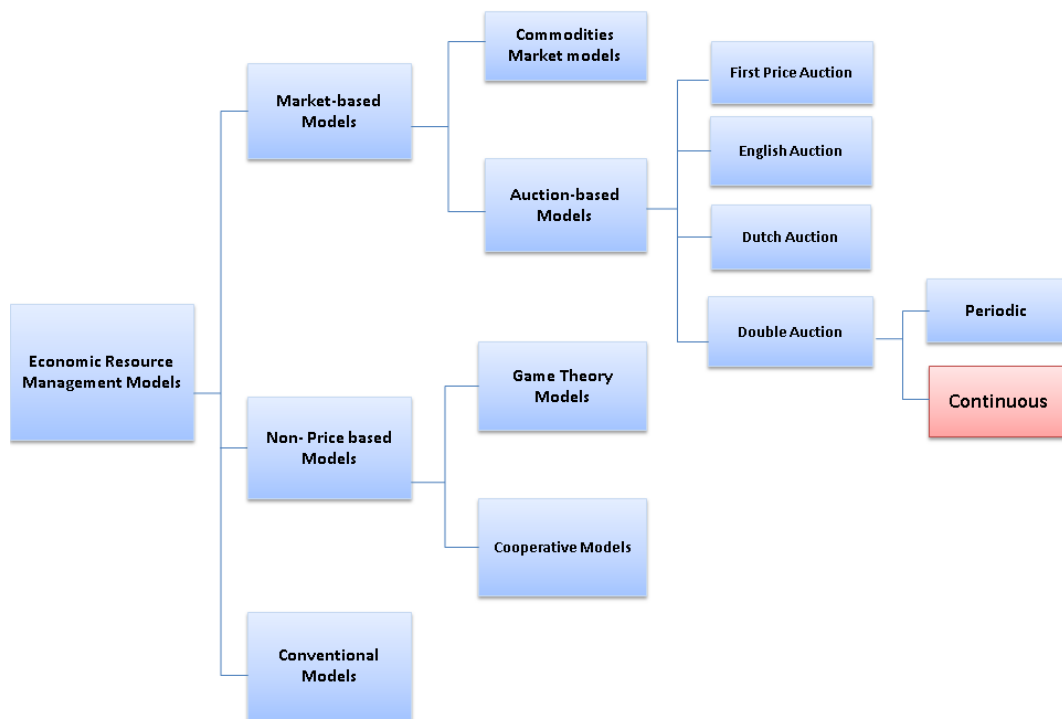 Commodities
Market models
First Price Auction
Market-based
Models
English Auction
Auction-based
Models
Dutch Auction
Periodic
Double Auction
Economic Resource
Management Models
Game Theory
Models
Continuous
Non- Price based
Models
Cooperative Models
Conventional
Models